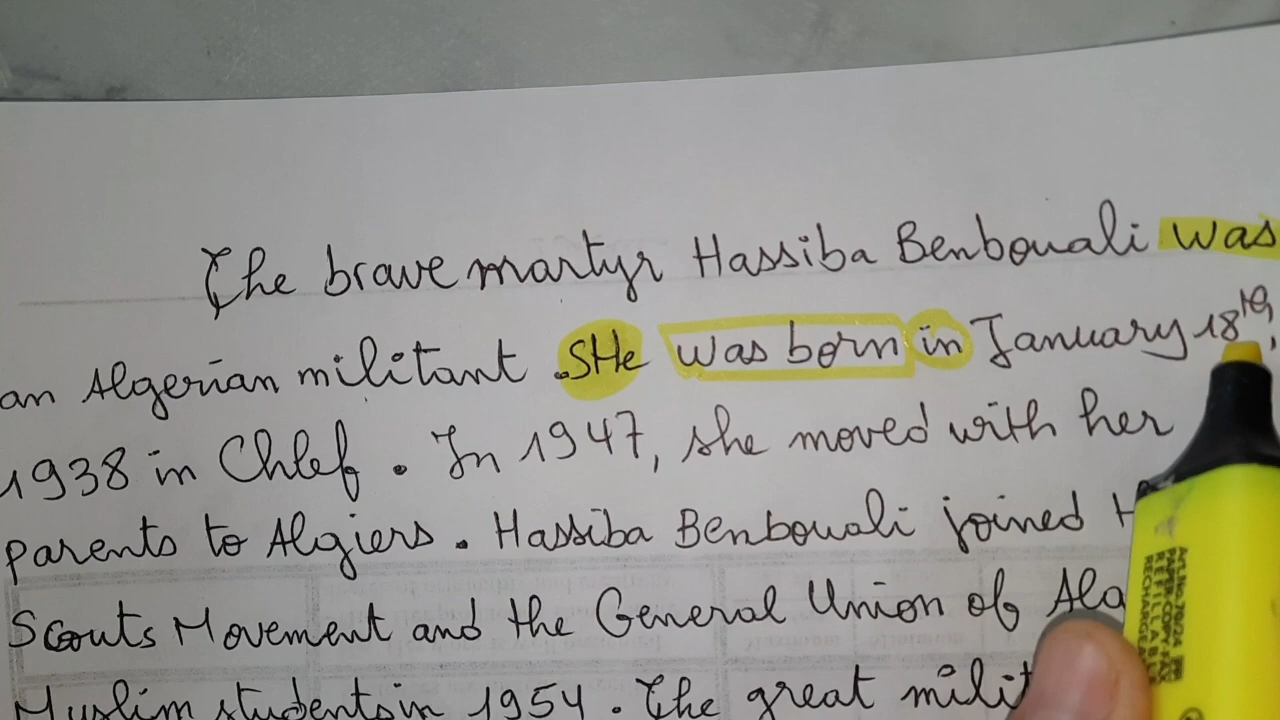 The brave martyr Hassiba Benbouali was
an Algerian militant . SHe was born in January 18th,
1938 in Chlef . In 1947, she moved with her
parents to Algiers . Hassiba Benbouali joined
Scouts Movement and the General Union of
Muslim students in 1954 . The great
REFILLABLE